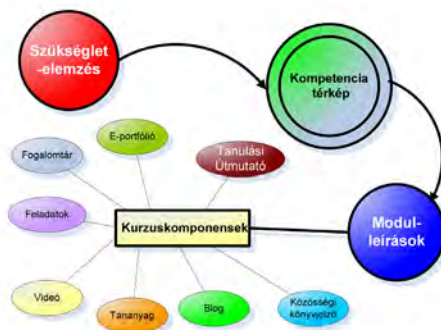 Szükséglet
-elemzés
Kompetencia
térkép
E-portfólió
Fogalomtár
Tanulási
Útmutató
Feladatok
Kurzuskomponensek
Modul-
leírások
Videó
Tananyag
Blog
Közösségi
könyvjelző